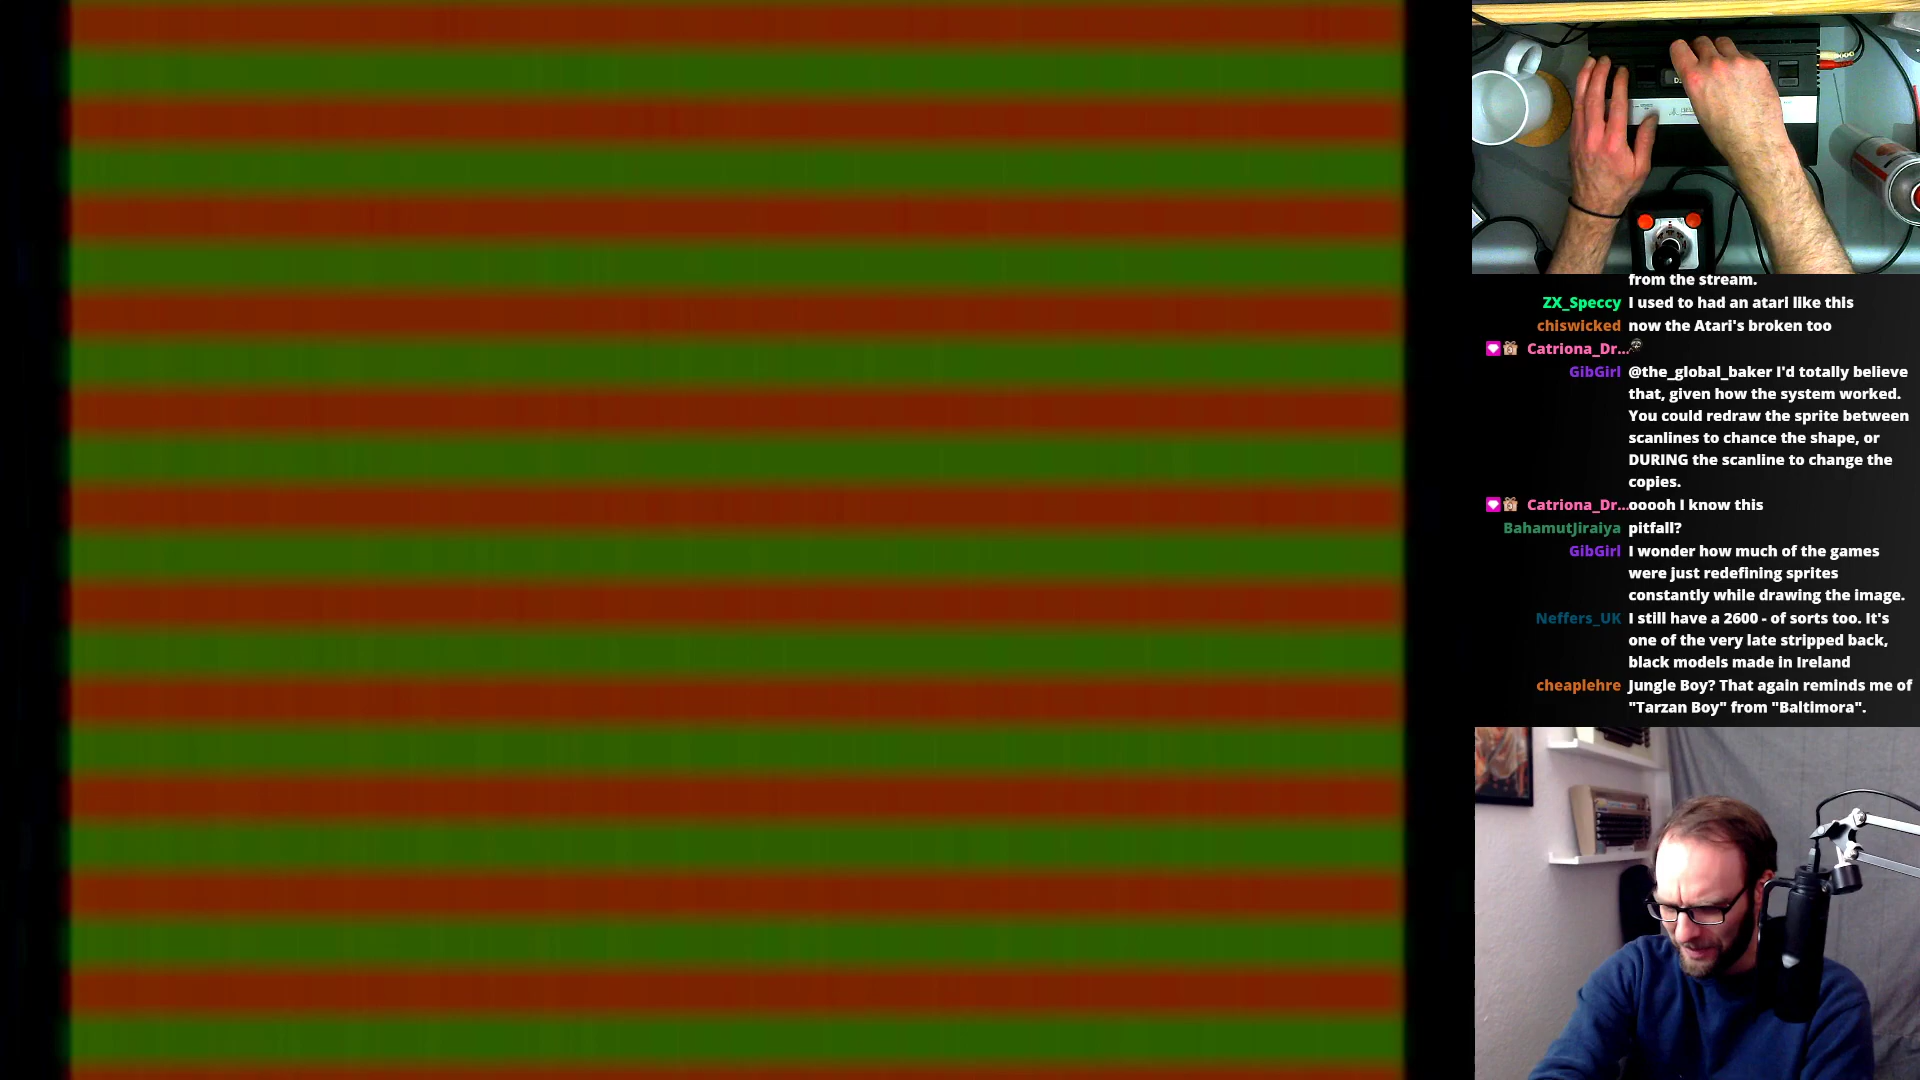 from the stream.
ZX_Speccy I used to had an atari like this
chiswicked now the Atari's broken too
Catriona_Dr...
GibGirl @the_global_baker I'd totally believe
that, given how the system worked.
You could redraw the sprite between
scanlines to chance the shape, or
DURING the scanline to change the
copies.
Catriona_Dr... ooooh I know this
BahamutJiraiya pitfall?
GibGirl I wonder how much of the games
were just redefining sprites
constantly while drawing the image.
Neffers_UK I still have a 2600 - of sorts too. It's
one of the very late stripped back,
black models made in Ireland
cheaplehre Jungle Boy? That again reminds me of
"Tarzan Boy" from "Baltimora".